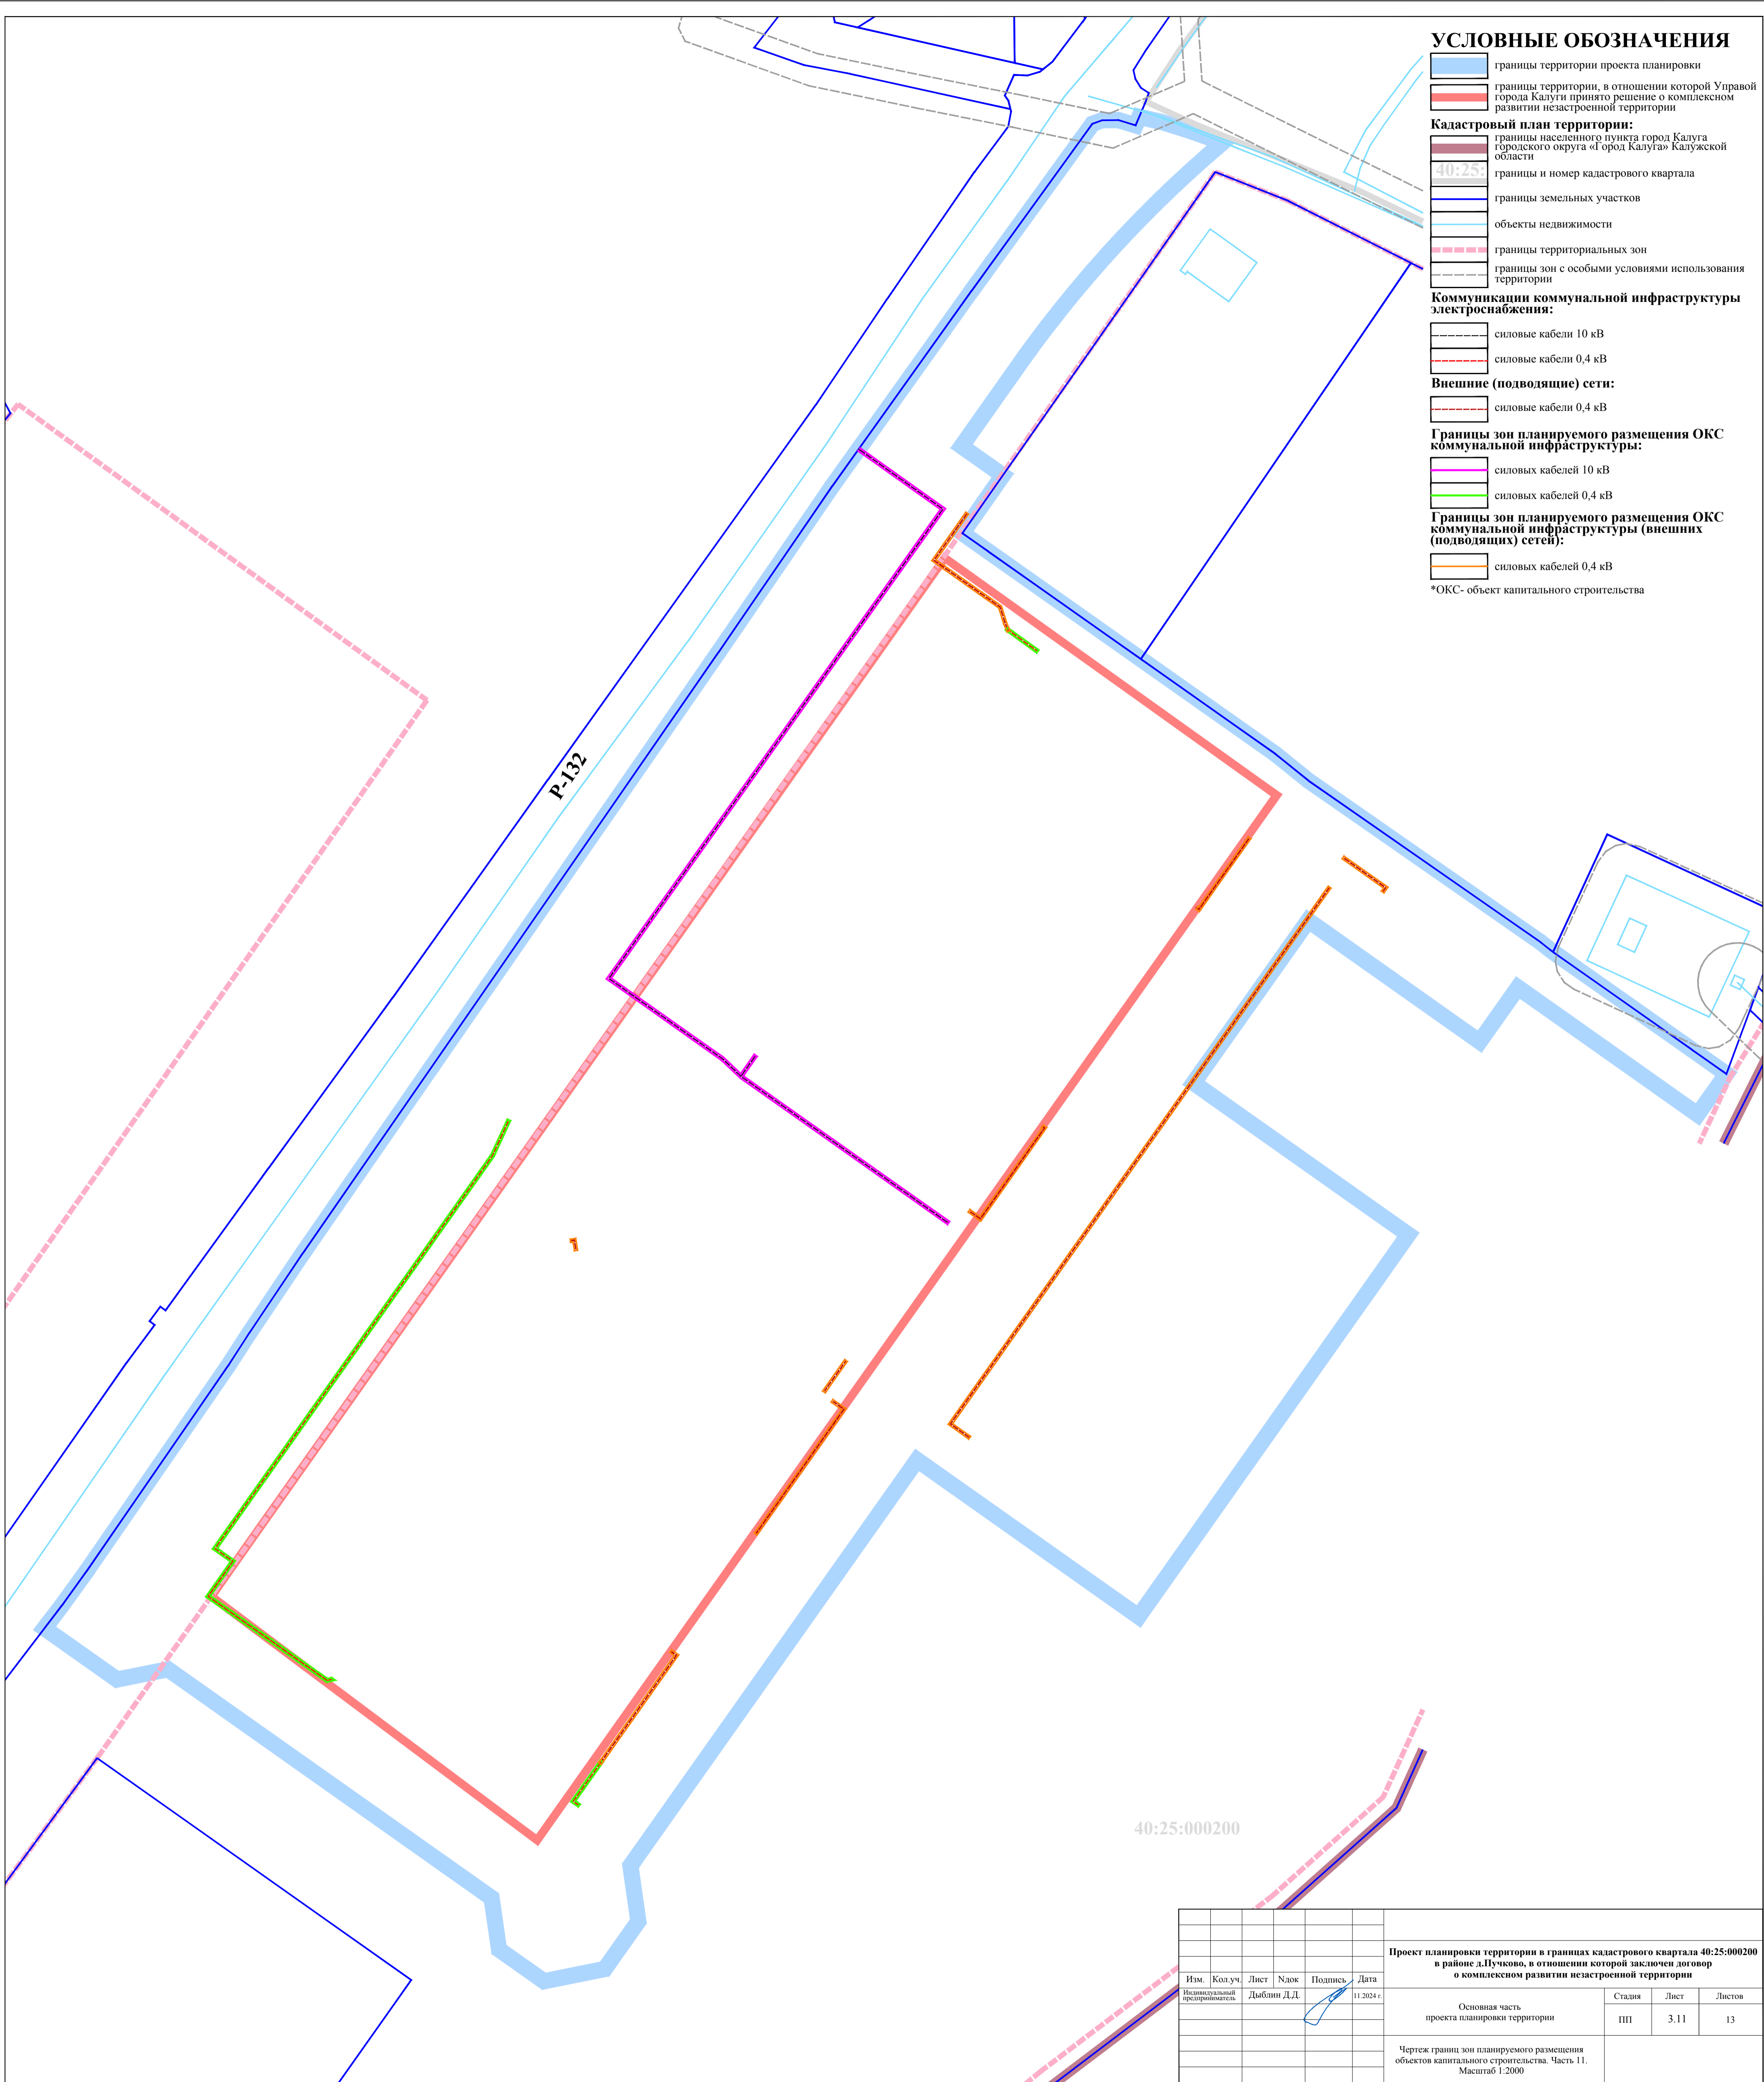 УСЛОВНЫЕ ОБОЗНАЧЕНИЯ
границы территории проекта планировки
границы территории, в отношении которой Управой
города Калуги принято решение о комплексном
развитии незастроенной территории
Кадастровый план территории:
границы населенного пункта город Калуга
городского округа «Город Калуга» Калужской
области
40:25:
границы и номер кадастрового квартала
границы земельных участков
объекты недвижимости
границы территориальных зон
границы зон с особыми условиями использования
территории
Коммуникации коммунальной инфраструктуры
электроснабжения:
силовые кабели 10 кВ
силовые кабели 0,4 кВ
Внешние (подводящие) сети:
силовые кабели 0,4 кВ
Границы зон планируемого размещения ОКС
коммунальной инфраструктуры:
силовых кабелей 10 кВ
силовых кабелей 0,4 кВ
Границы зон планируемого размещения ОКС
коммунальной инфраструктуры (внешних
(подводящих) сетей):
силовых кабелей 0,4 кВ
*ОКС- объект капитального строительства
Р-132
40:25:000200
Проект планировки территории в границах кадастрового квартала 40:25:000200
в районе д.Пучково, в отношении которой заключен договор
о комплексном развитии незастроенной территории
Изм. Кол.уч. Лист Nдок Подпись Дата
Индивидуальный
предприниматель
Дыблин Д.Д.
11.2024 г.
Основная часть
проекта планировки территории
Стадия Лист Листов
ПП 3.11 13
Чертеж границ зон планируемого размещения
объектов капитального строительства. Часть 11.
Масштаб 1:2000